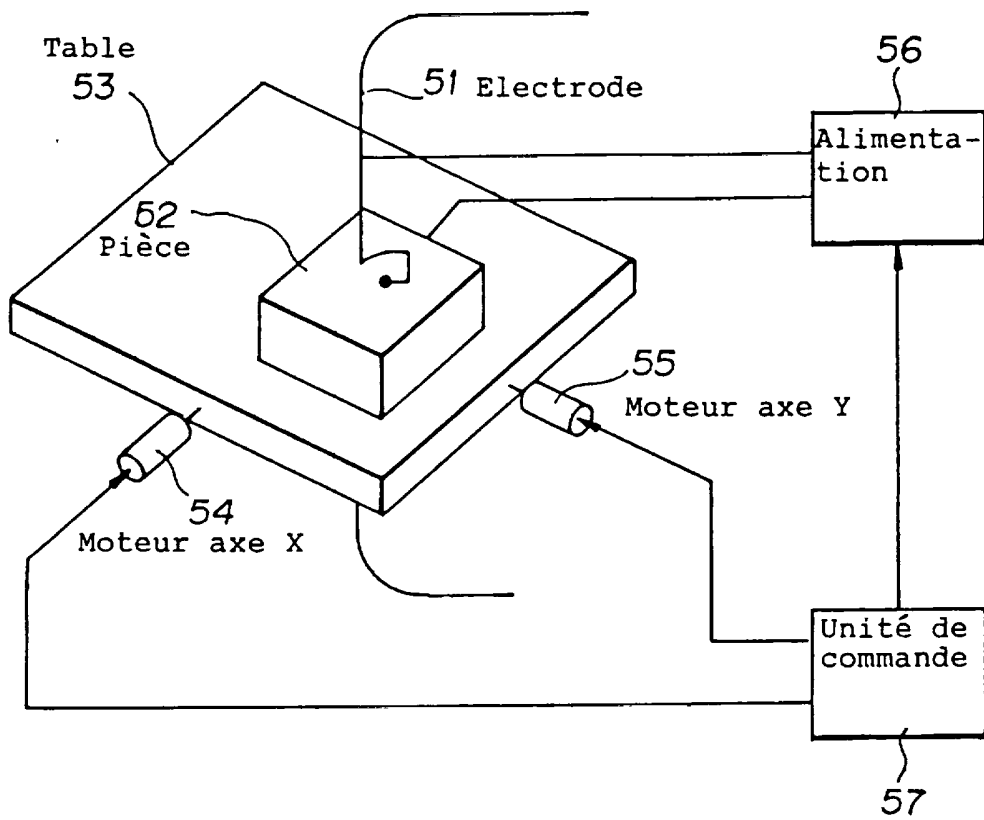 Table
53
51 Electrode
56
Alimenta-
tion
52
Pièce
55
Moteur axe Y
54
Moteur axe X
Unité de
commande
57